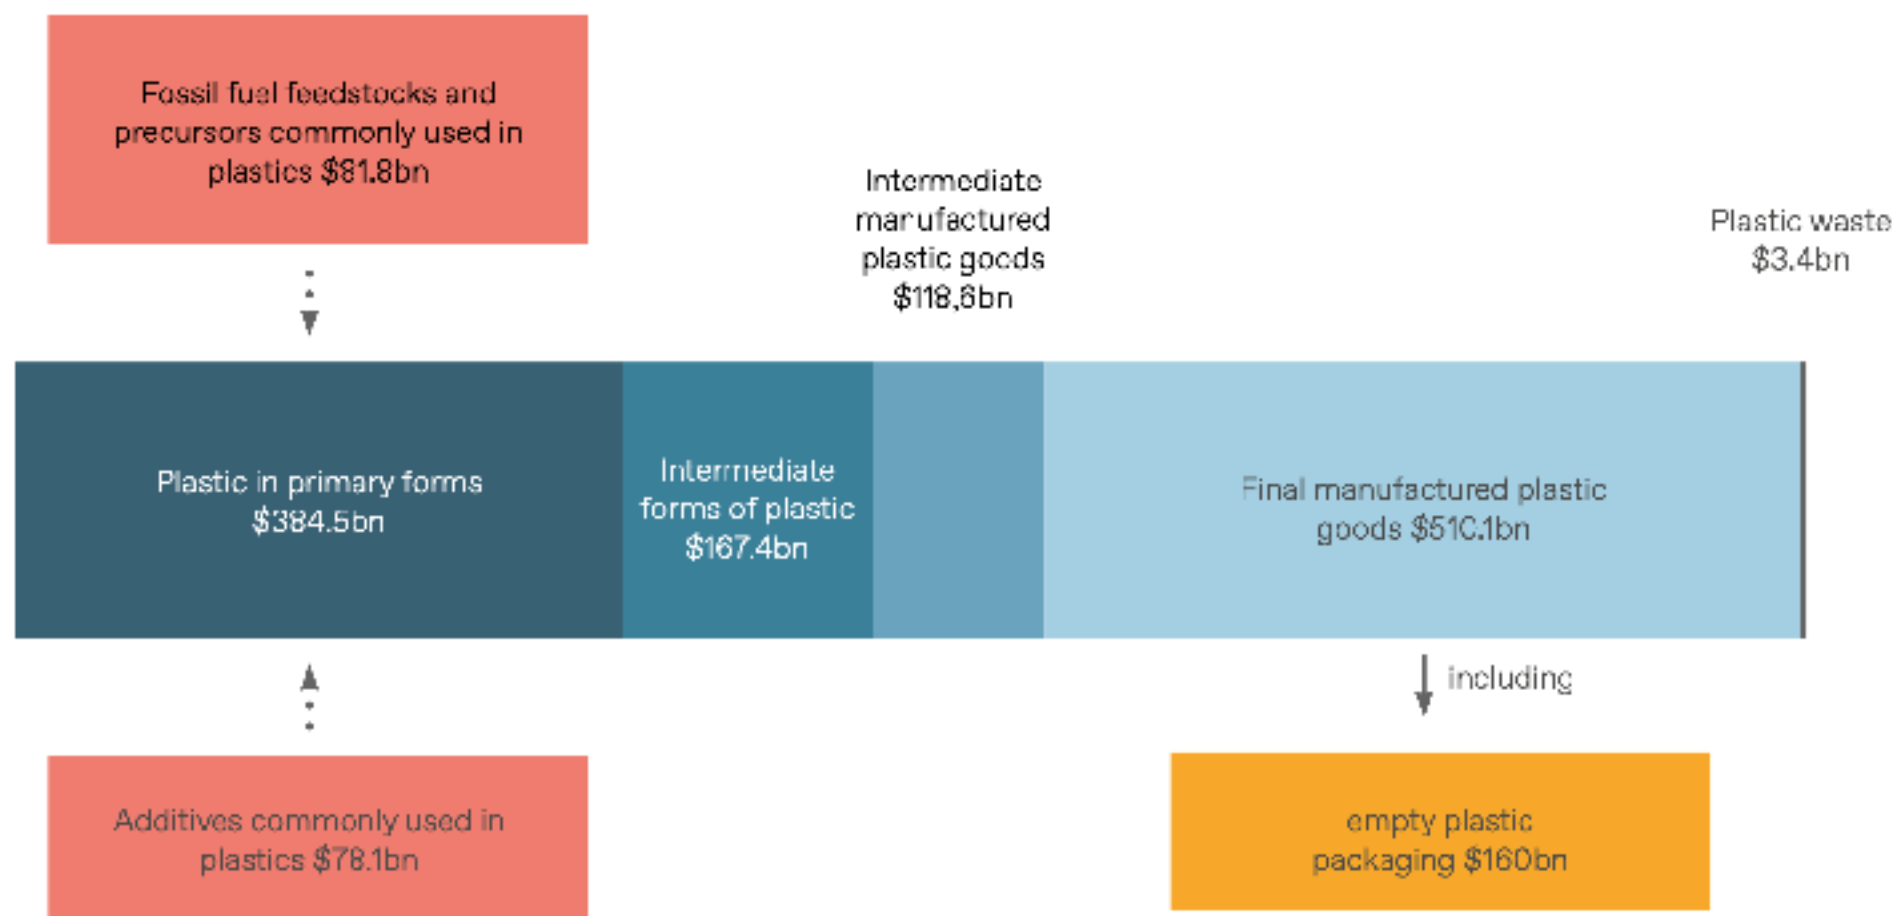 Fossil fuel feedstocks and
precursors commonly used in
plastics $81.8bn
Intermediate
manufactured
plastic goods
$118,6bn
Plastic waste
$3.4bn
Plastic in primary forms
$384.5bn
Intermediate
forms of plastic
$167.4bn
Final manufactured plastic
goods $510.1bn
including
Additives commonly used in
plastics $78.1bn
empty plastic
packaging $160bn